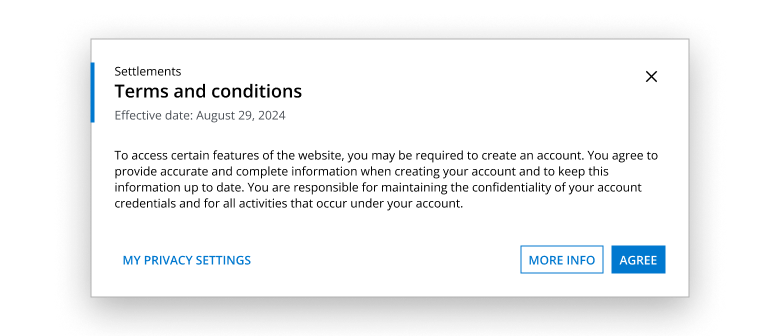 Settlements
Terms and conditions
Effective date: August 29, 2024
To access certain features of the website, you may be required to create an account. You agree to
provide accurate and complete information when creating your account and to keep this
information up to date. You are responsible for maintaining the confidentiality of your account
credentials and for all activities that occur under your account.
MY PRIVACY SETTINGS
MORE INFO
AGREE